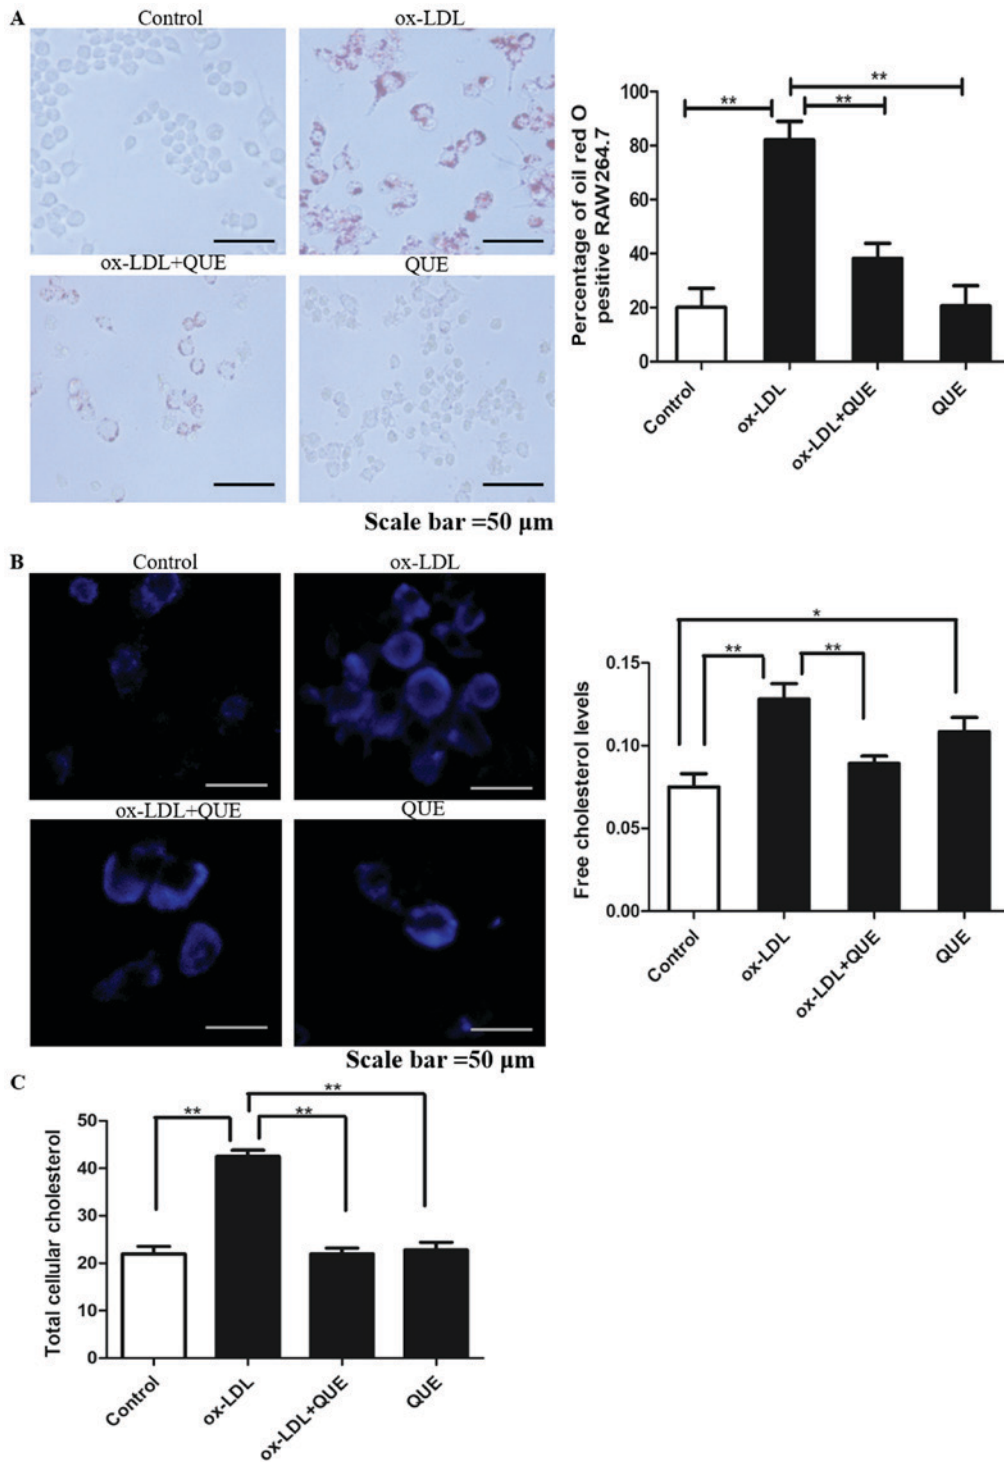 A
Control
ox-LDL
ox-LDL+QUE
QUE
Scale bar =50 µm
Percentage of oil red O
pesitive RAW264.7
100
80
60
40
20
0
**
**
**
Control
ox-LDL
ox-LDL+QUE
QUE
B
Control
ox-LDL
ox-LDL+QUE
QUE
Scale bar =50 µm
Free cholesterol levels
0.15
0.10
0.05
0.00
*
**
**
Control
ox-LDL
ox-LDL+QUE
QUE
C
Total cellular cholesterol
50
40
30
20
10
0
**
**
**
Control
ox-LDL
ox-LDL+QUE
QUE